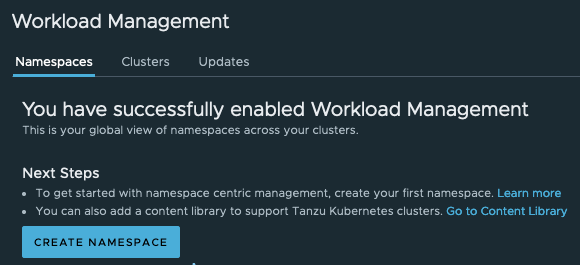 Workload Management
Namespaces Clusters Updates
You have successfully enabled Workload Management
This is your global view of namespaces across your clusters.
Next Steps
• To get started with namespace centric management, create your first namespace. Learn more
• You can also add a content library to support Tanzu Kubernetes clusters. Go to Content Library
CREATE NAMESPACE